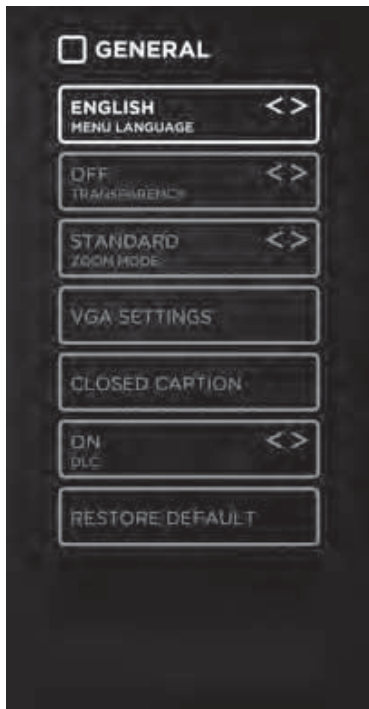 GENERAL
ENGLISH < >
MENU LANGUAGE
OFF < >
TRANSPARENCY
STANDARD < >
ZOOM MODE
VGA SETTINGS
CLOSED CAPTION
ON < >
DLC
RESTORE DEFAULT